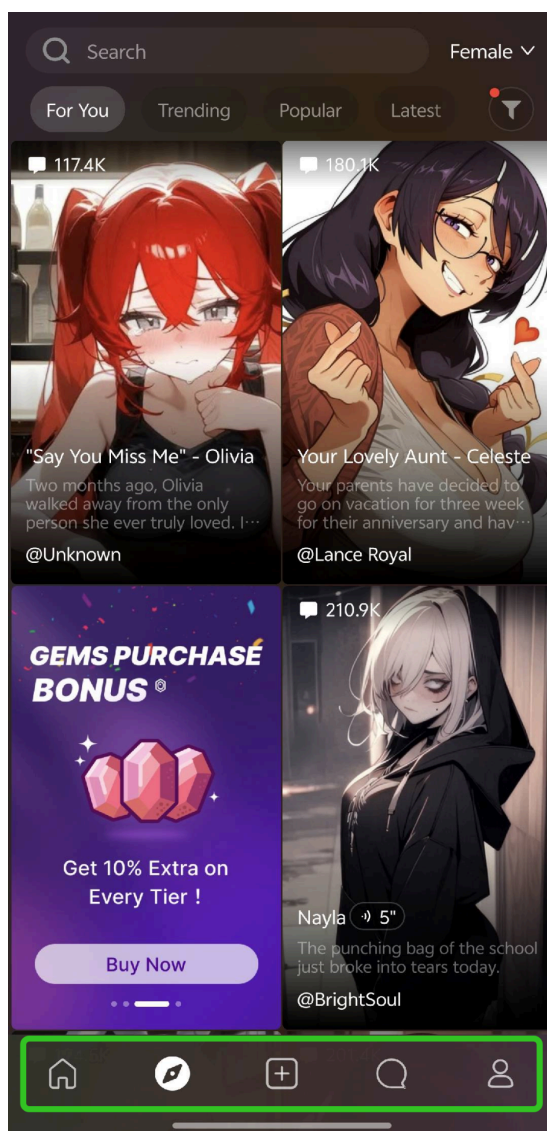 Search
Female
For You
Trending
Popular
Latest
117.4K
180.1K
"Say You Miss Me" - Olivia
Two months ago, Olivia
walked away from the only
person she ever truly loved. I...
@Unknown
Your Lovely Aunt - Celeste
Your parents have decided to
go on vacation for three week
for their anniversary and hav...
@Lance Royal
GEMS PURCHASE
BONUS
Get 10% Extra on
Every Tier !
Buy Now
210.9K
Nayla 5"
The punching bag of the school
just broke into tears today.
@BrightSoul